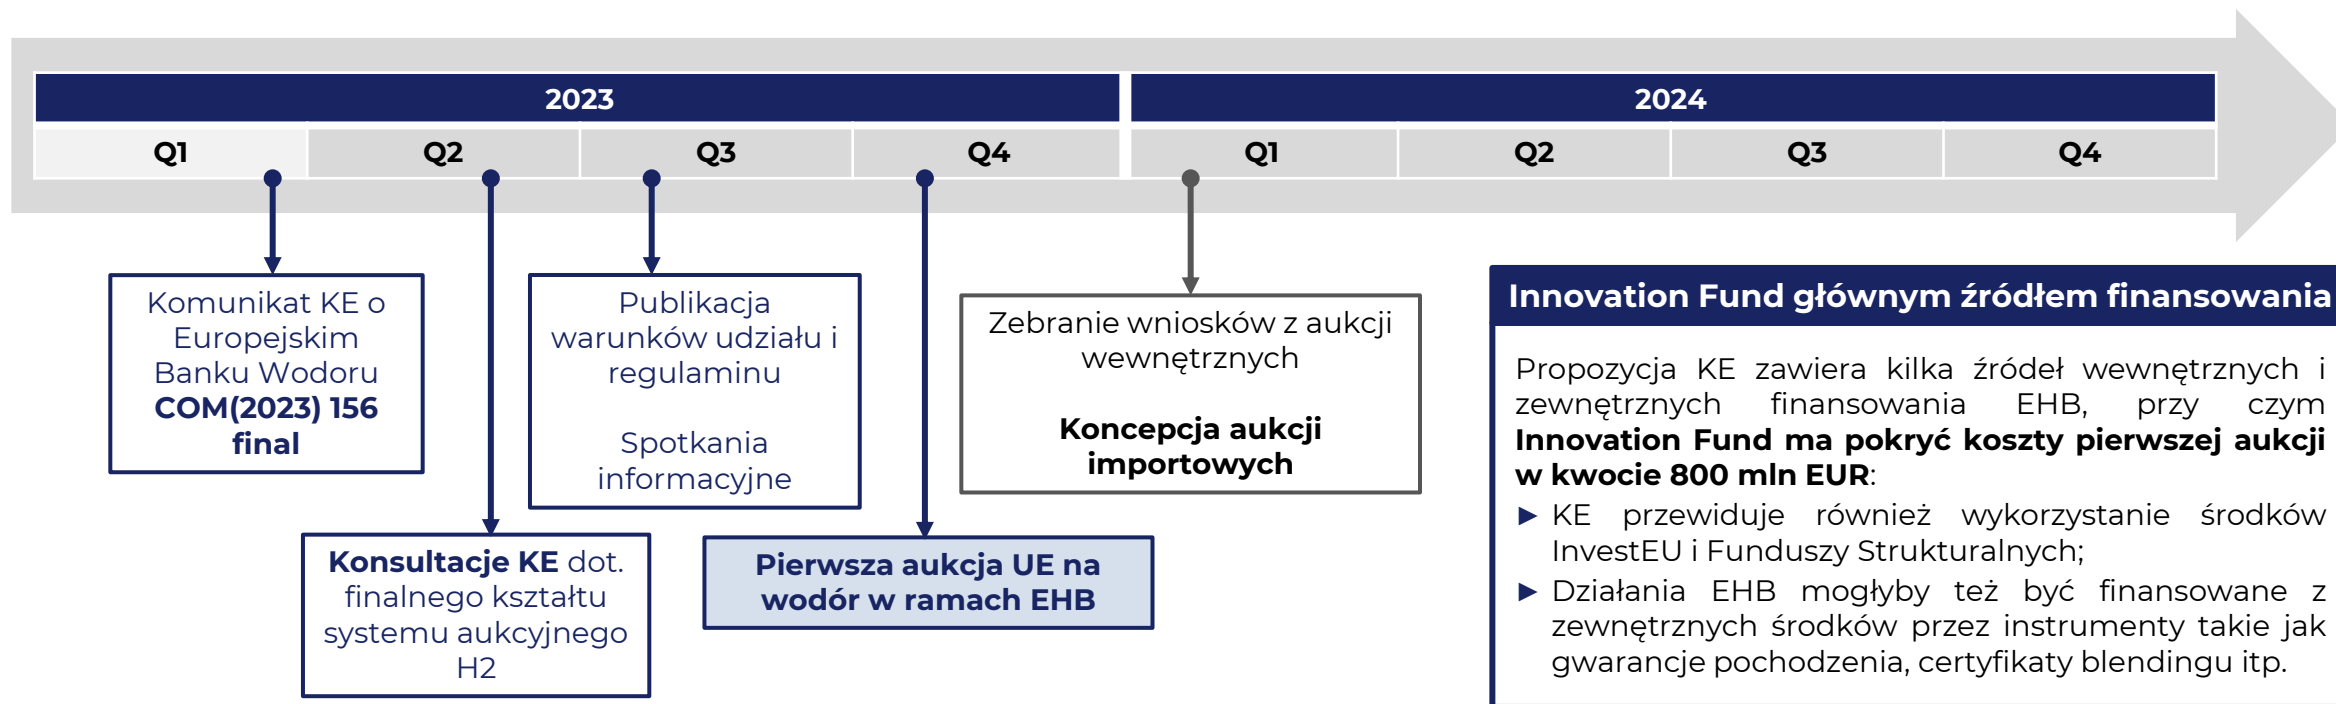 2023
2024
Q1
Q2
Q3
Q4
Q1
Q2
Q3
Q4
Komunikat KE o
Europejskim
Banku Wodoru
COM(2023) 156
final
Konsultacje KE dot.
finalnego kształtu
systemu aukcyjnego
H2
Publikacja
warunków udziału i
regulaminu
Spotkania
informacyjne
Pierwsza aukcja UE na
wodór w ramach EHB
Zebranie wniosków z aukcji
wewnętrznych
Koncepcja aukcji
importowych
Innovation Fund głównym źródłem finansowania
Propozycja KE zawiera kilka źródeł wewnętrznych i
zewnętrznych finansowania EHB, przy czym
Innovation Fund ma pokryć koszty pierwszej aukcji
w kwocie 800 mln EUR:
► KE przewiduje również wykorzystanie środków
InvestEU i Funduszy Strukturalnych;
► Działania EHB mogłyby też być finansowane z
zewnętrznych środków przez instrumenty takie jak
gwarancje pochodzenia, certyfikaty blendingu itp.